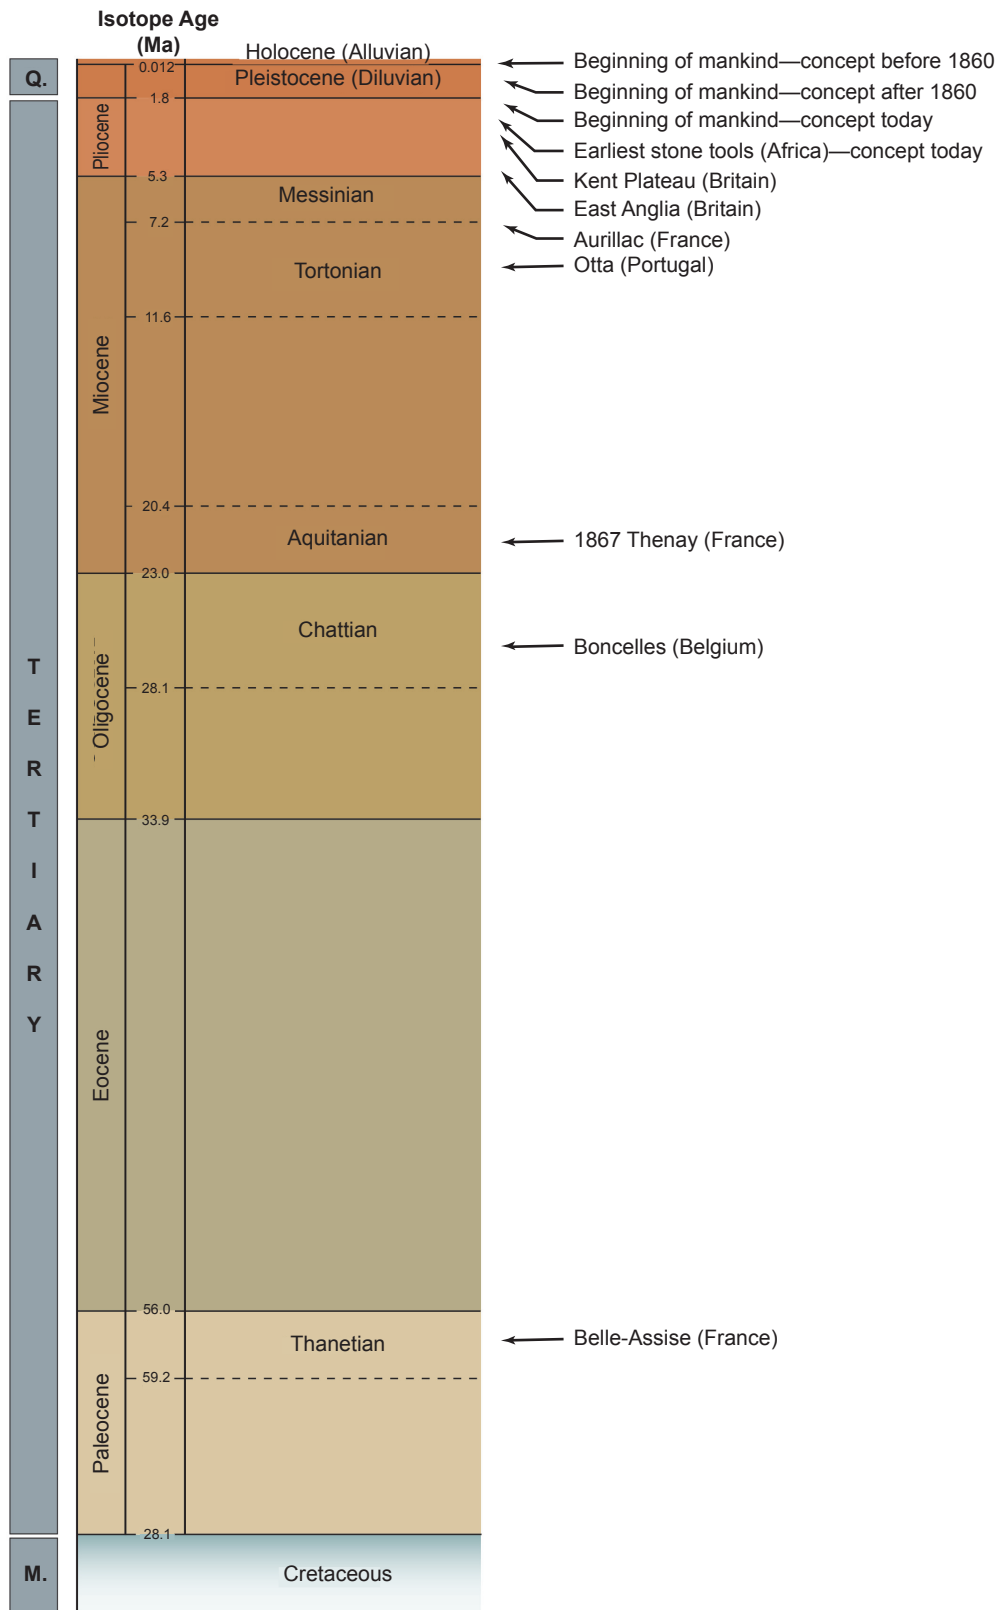 Isotope Age
(Ma)
Holocene (Alluvian)
Beginning of mankind—concept before 1860
0.012
Q.
Pleistocene (Diluvian)
Beginning of mankind—concept after 1860
1.8
Beginning of mankind—concept today
Pliocene
Earliest stone tools (Africa)—concept today
5.3
Kent Plateau (Britain)
Messinian
East Anglia (Britain)
7.2
Aurillac (France)
Tortonian
Otta (Portugal)
11.6
Miocene
20.4
Aquitanian
1867 Thenay (France)
23.0
Chattian
Boncelles (Belgium)
28.1
Oligocene
T
E
R
T
I
A
R
Y
33.9
Eocene
56.0
Thanetian
Belle-Assise (France)
59.2
Paleocene
28.1
M.
Cretaceous